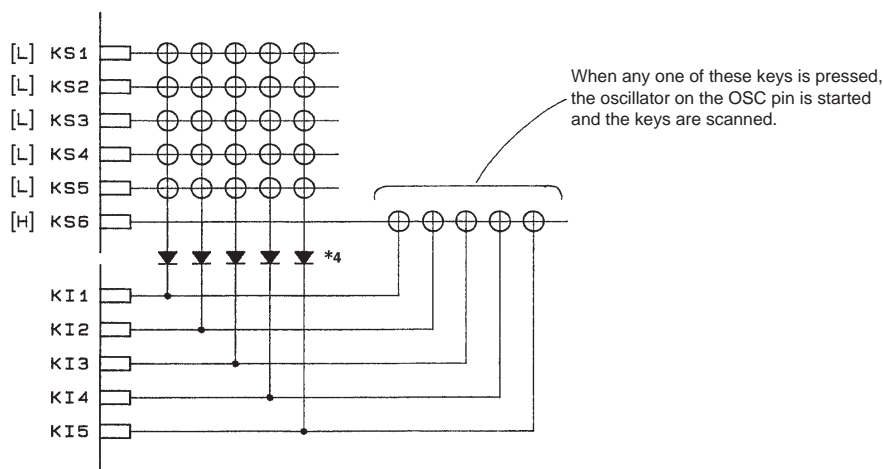 [L] KS1
[L] KS2
[L] KS3
[L] KS4
[L] KS5
[H] KS6
When any one of these keys is pressed,
the oscillator on the OSC pin is started
and the keys are scanned.
*4
KI1
KI2
KI3
KI4
KI5